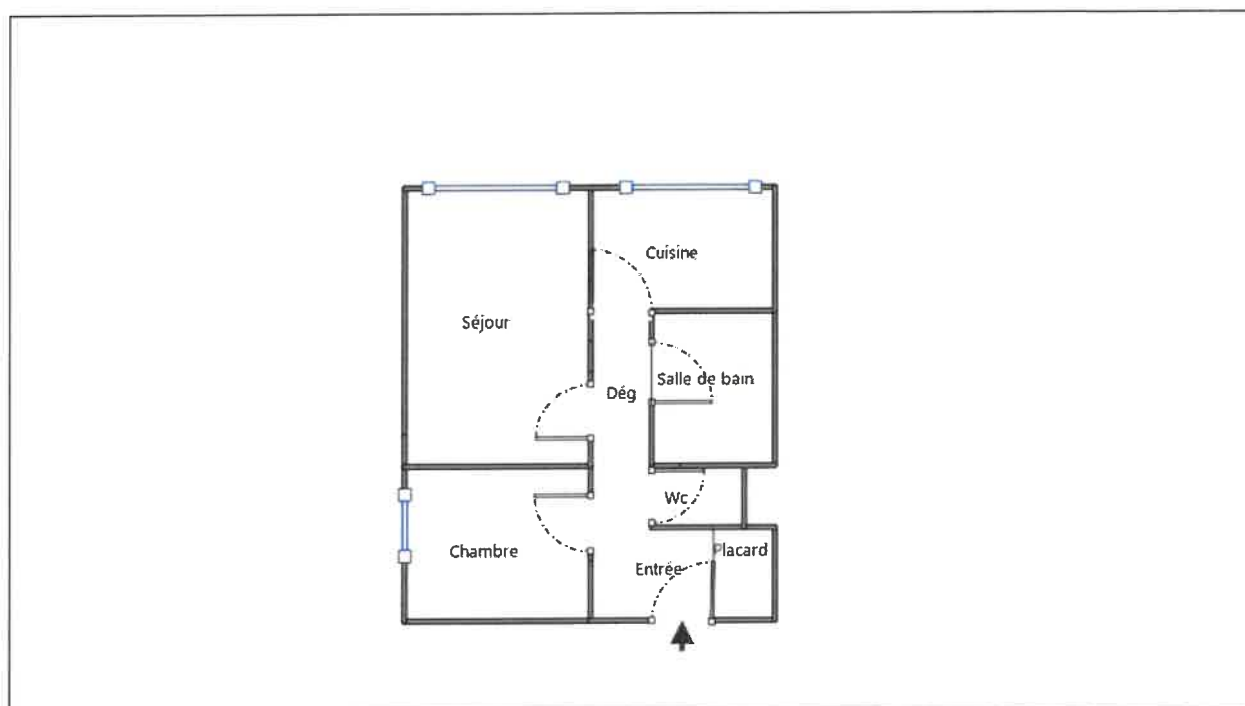 Cuisine
Séjour
Salle de bain
Dég
Wc
Chambre
Placard
Entrée